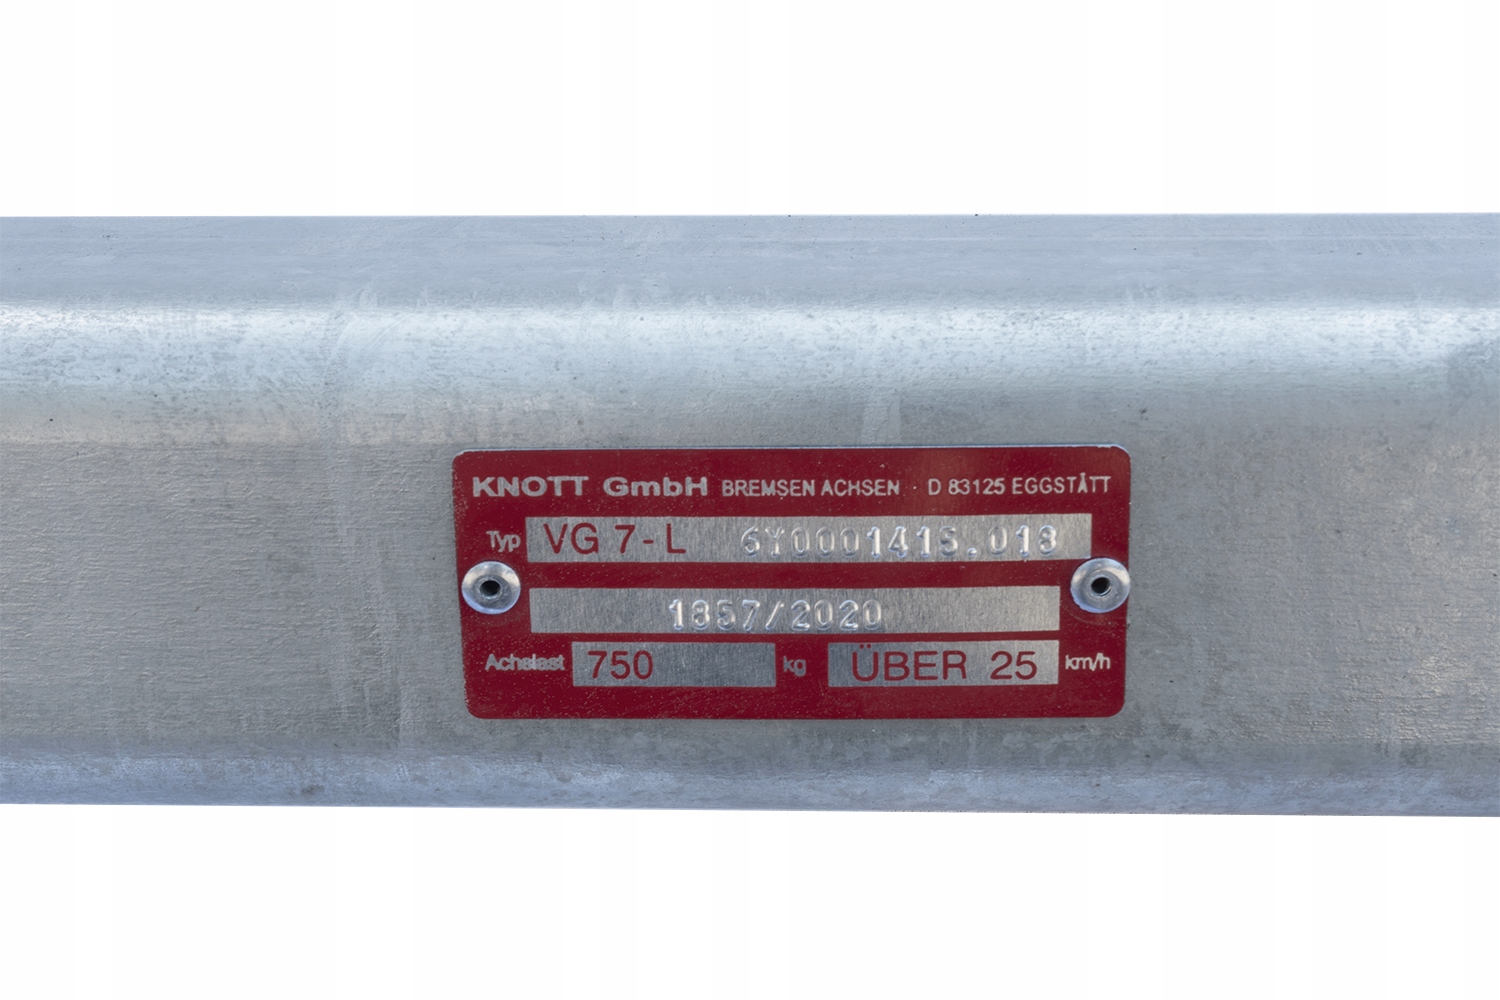 KNOTT GmbH BREMSEN ACHSEN · D 83125 EGGSTÄTT
Typ VG 7-L 6Y0001415.018
1857/2020
Achslast 750 kg ÜBER 25 km/h